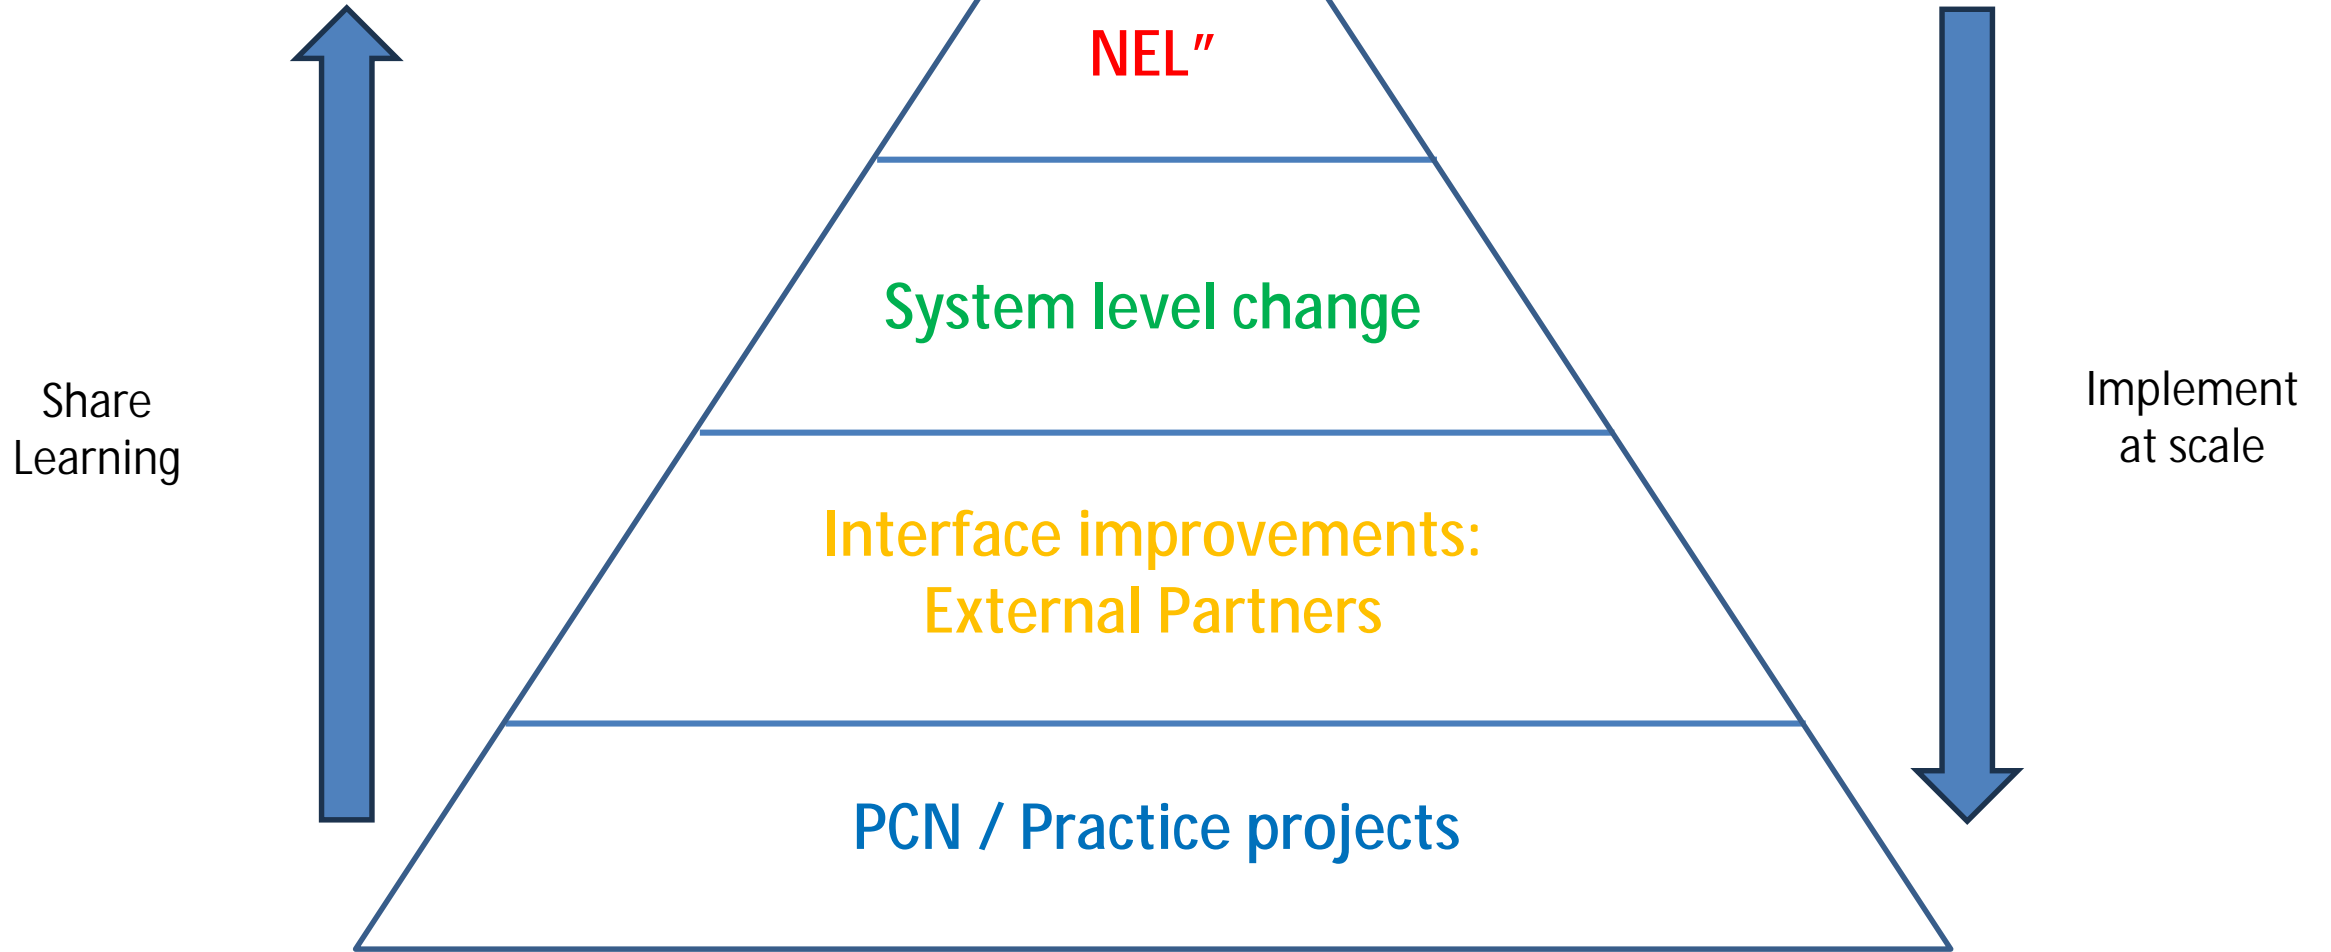 NEL”
System level change
Share
Learning
Implement
at scale
Interface improvements:
External Partners
PCN / Practice projects